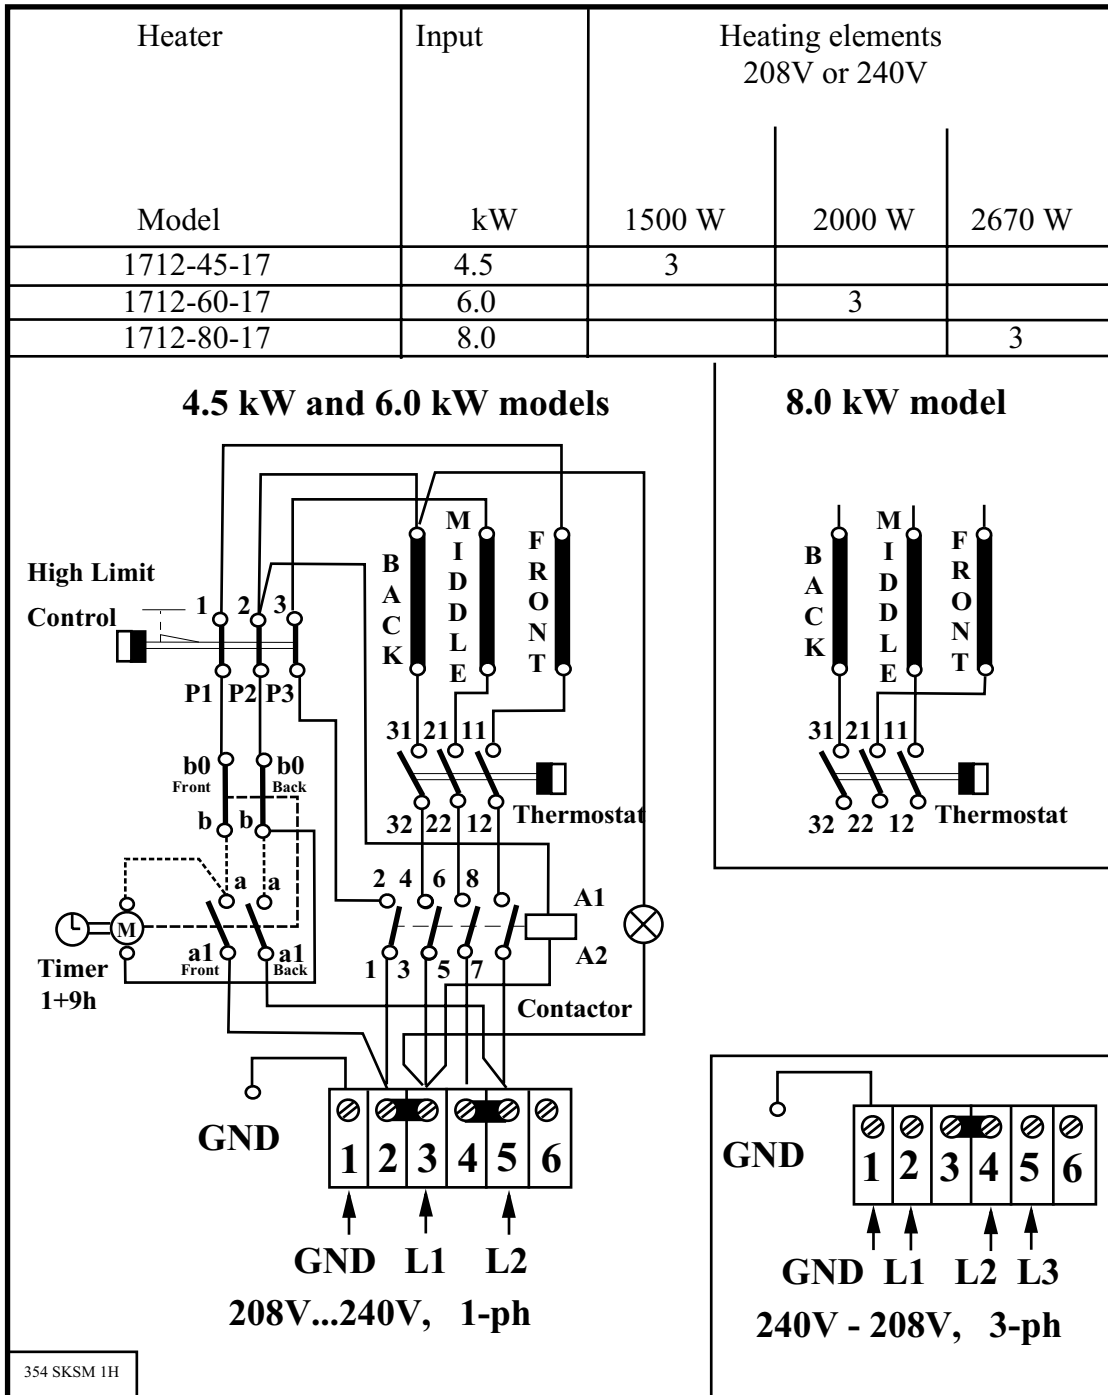 Heater Input Heating elements
208V or 240V
Model kW 1500 W 2000 W 2670 W
1712-45-17 4.5 3
1712-60-17 6.0 3
1712-80-17 8.0 3
4.5 kW and 6.0 kW models
High Limit
Control
1 2 3
P1 P2 P3
BACK
MIDDLE
FRONT
31 21 11
Thermostat
32 22 12
b0 b0
Front Back
b b
a a
a1 a1
Front Back
M
Timer
1+9h
2 4 6 8
A1
A2
1 3 5 7
Contactor
GND
1 2 3 4 5 6
GND L1 L2
208V...240V, 1-ph
354 SKSM 1H
8.0 kW model
BACK
MIDDLE
FRONT
31 21 11
Thermostat
32 22 12
GND
1 2 3 4 5 6
GND L1 L2 L3
240V - 208V, 3-ph